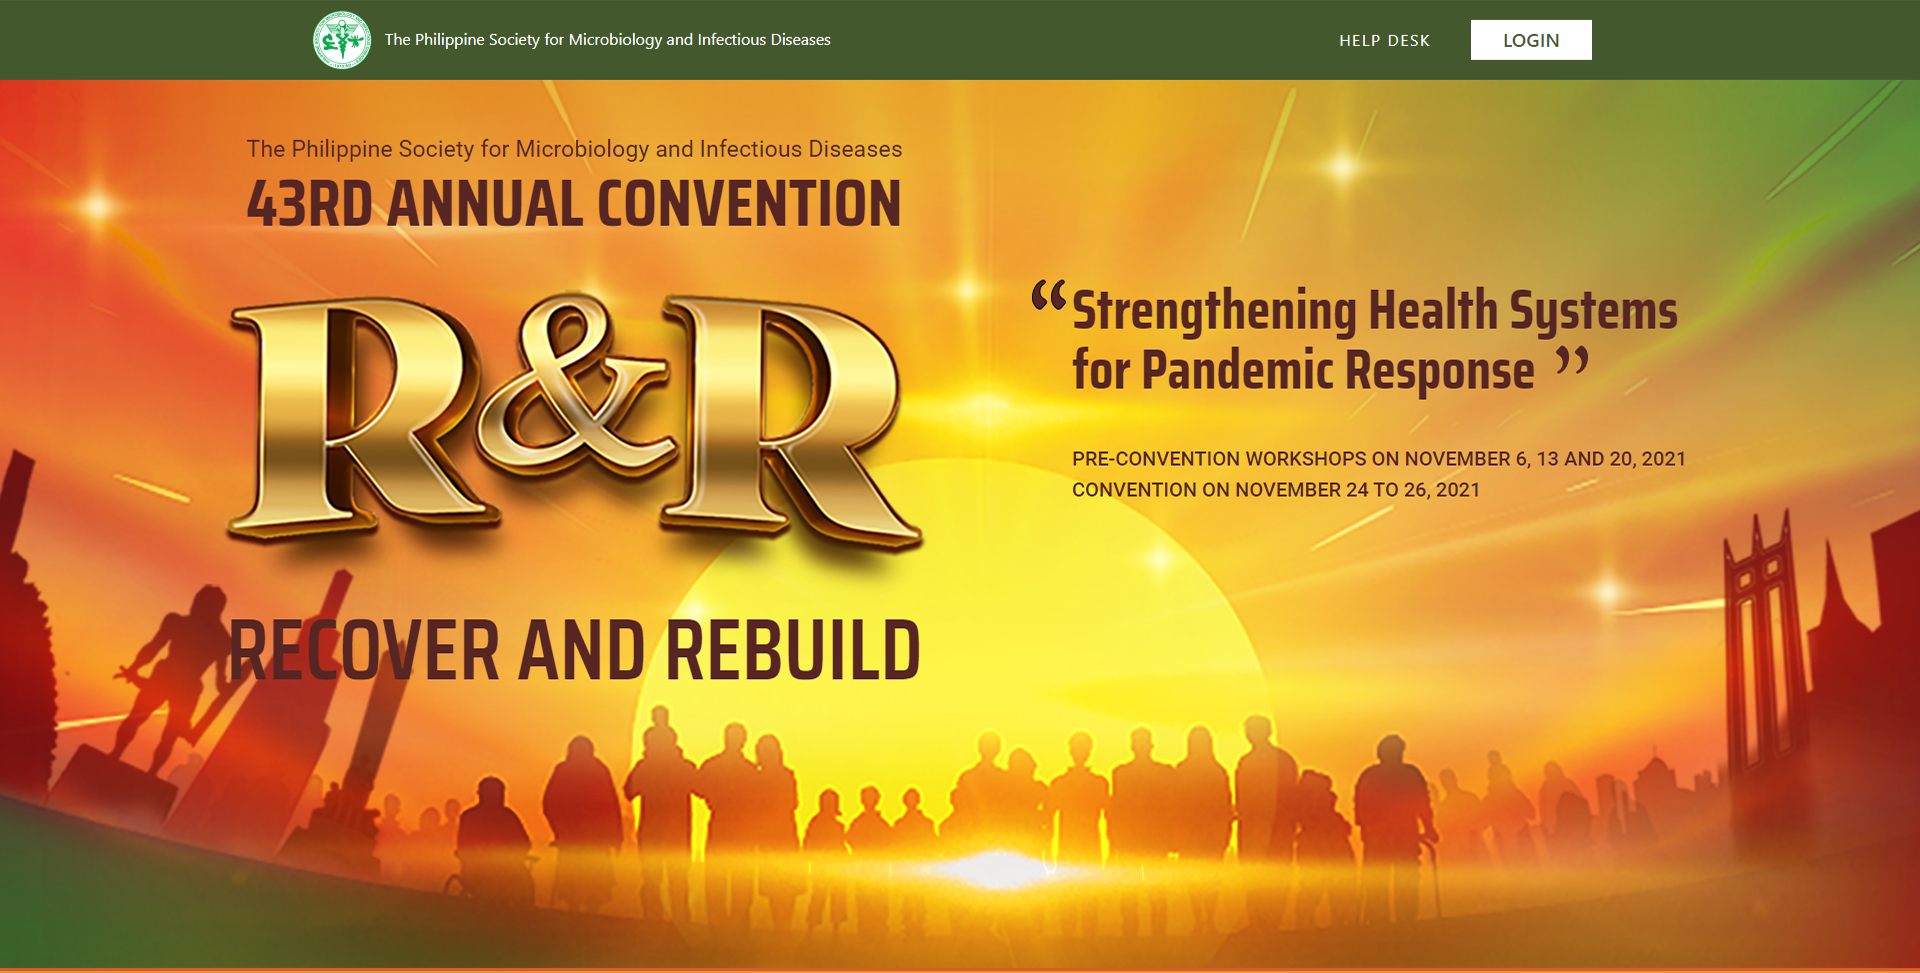 The Philippine Society for Microbiology and Infectious Diseases
HELP DESK
LOGIN
The Philippine Society for Microbiology and Infectious Diseases
43RD ANNUAL CONVENTION
R&R
RECOVER AND REBUILD
“Strengthening Health Systems
for Pandemic Response”
PRE-CONVENTION WORKSHOPS ON NOVEMBER 6, 13 AND 20, 2021
CONVENTION ON NOVEMBER 24 TO 26, 2021